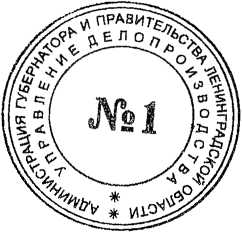 АДМИНИСТРАЦИЯ ГУБЕРНАТОРА И ПРАВИТЕЛЬСТВА ЛЕНИНГРАДСКОЙ ОБЛАСТИ
УПРАВЛЕНИЕ ДЕЛОПРОИЗВОДСТВА
№1